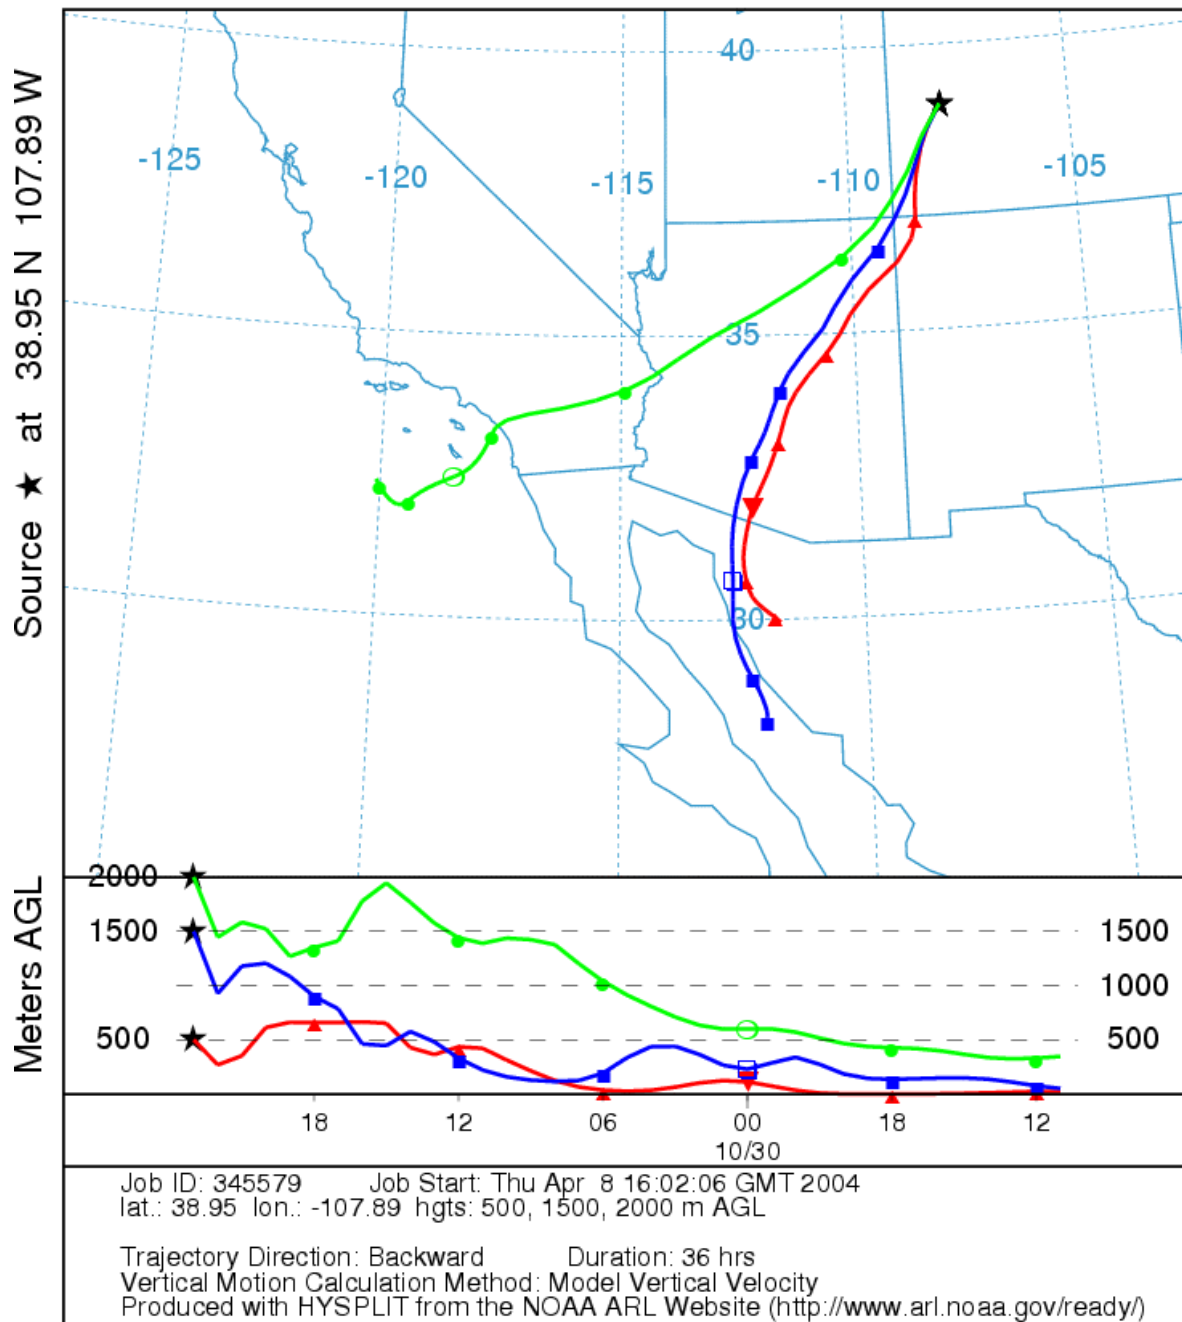 Source ★ at 38.95 N 107.89 W
40
-125
-120
-115
-110
-105
35
30
Meters AGL
2000
1500 1500
1000
500 500
18 12 06 00 18 12
10/30
Job ID: 345579 Job Start: Thu Apr 8 16:02:06 GMT 2004
lat.: 38.95 lon.: -107.89 hgts: 500, 1500, 2000 m AGL
Trajectory Direction: Backward Duration: 36 hrs
Vertical Motion Calculation Method: Model Vertical Velocity
Produced with HYSPLIT from the NOAA ARL Website (http://www.arl.noaa.gov/ready/)